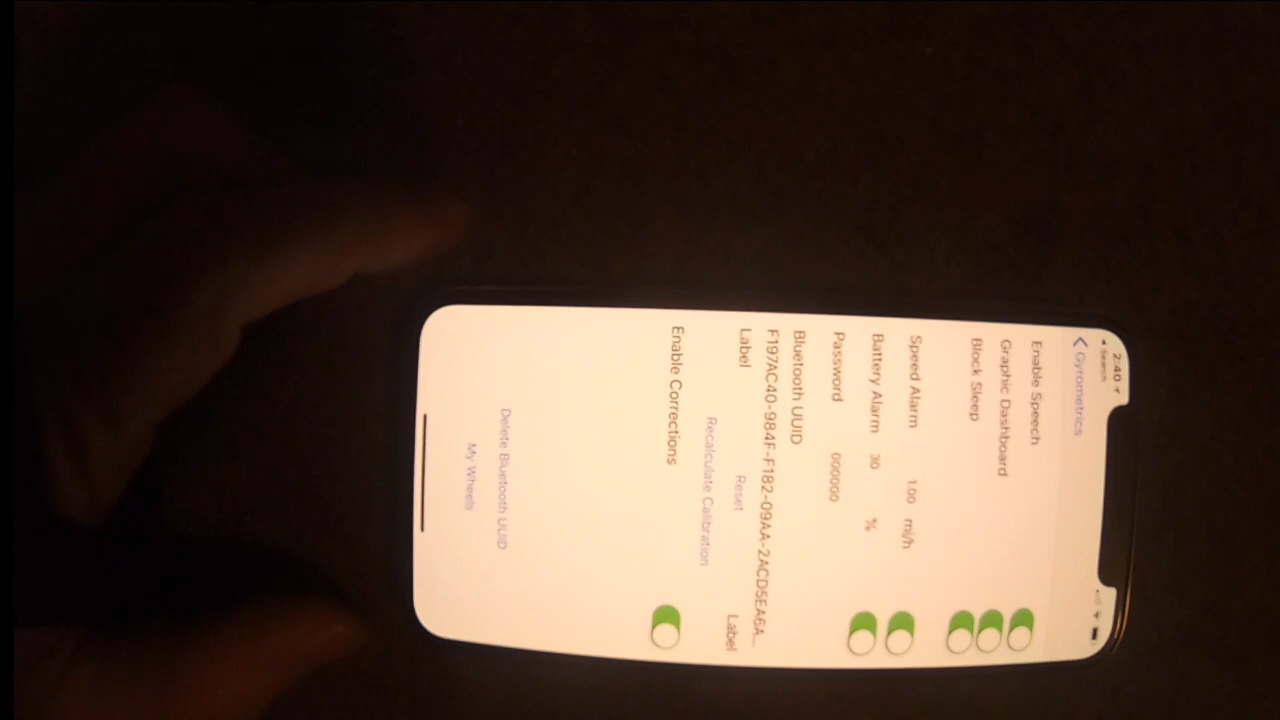 2:40
◀ Search
Gyrometrics
Enable Speech
Graphic Dashboard
Block Sleep
Speed Alarm 1.00 mi/h
Battery Alarm 30 %
Password 000000
Bluetooth UUID
F197AC40-984F-F182-09AA-2ACD5EA6A...
Label Reset Label
Recalculate Calibration
Enable Corrections
Delete Bluetooth UUID
My Wheels